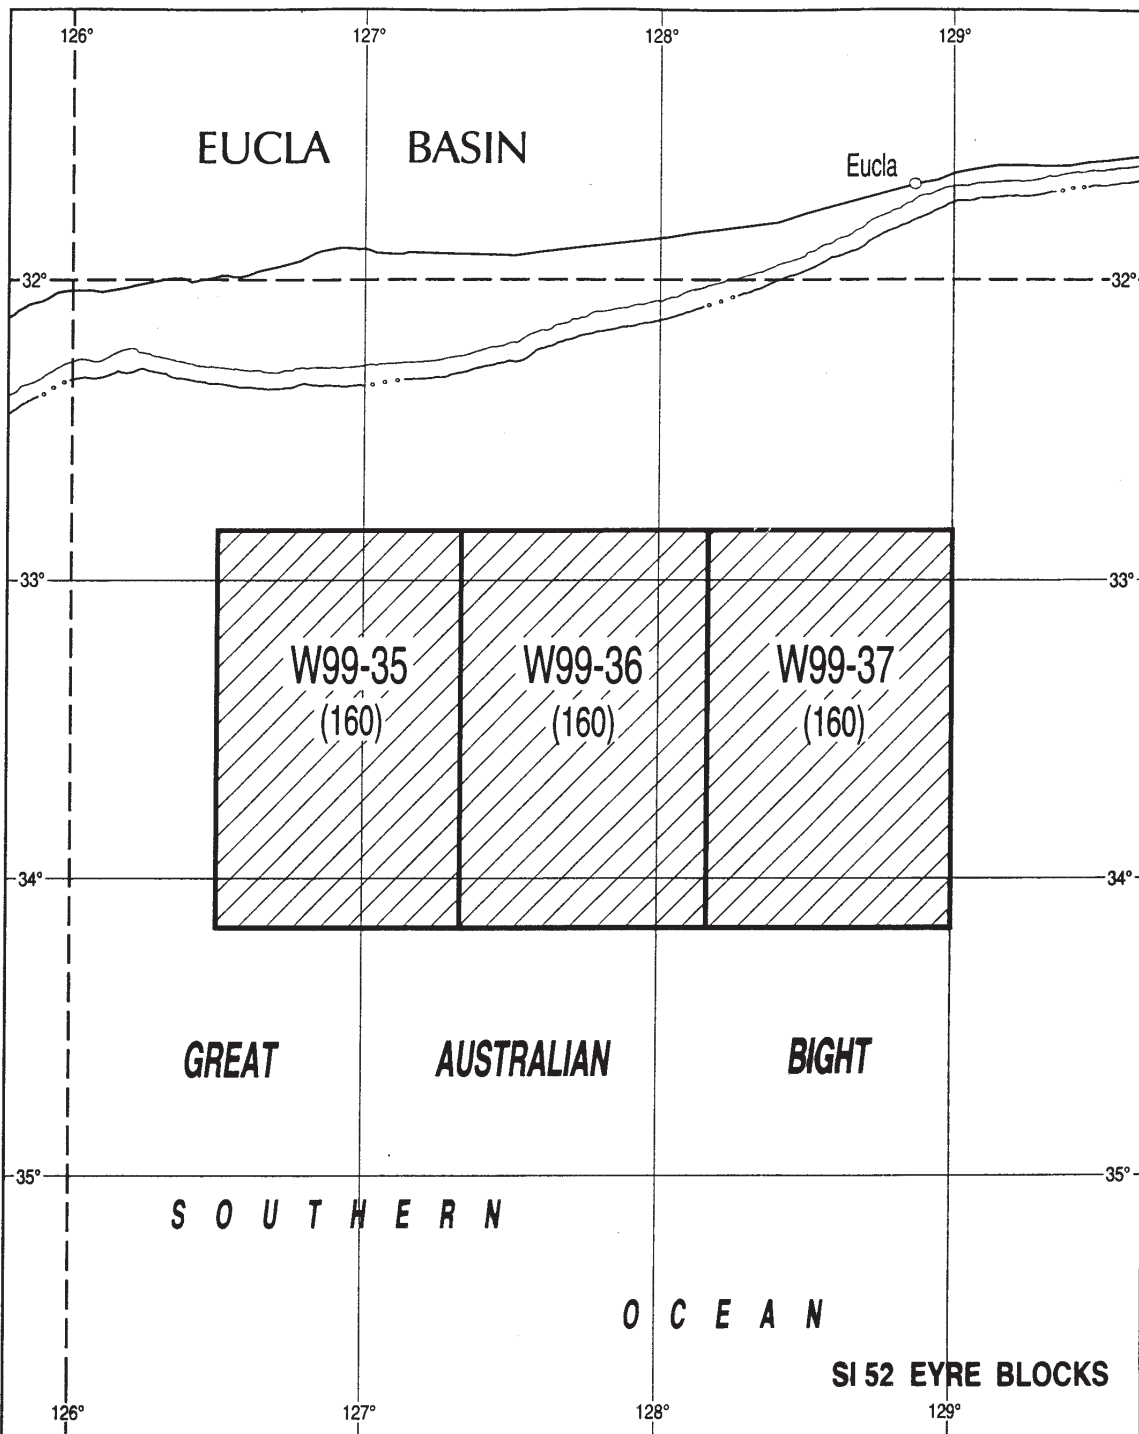 126° 127° 128° 129°
EUCLA BASIN
Eucla
32° 32°
33° 33°
W99-35 W99-36 W99-37
(160) (160) (160)
34° 34°
GREAT AUSTRALIAN BIGHT
35° 35°
SOUTHERN
OCEAN
SI 52 EYRE BLOCKS
126° 127° 128° 129°